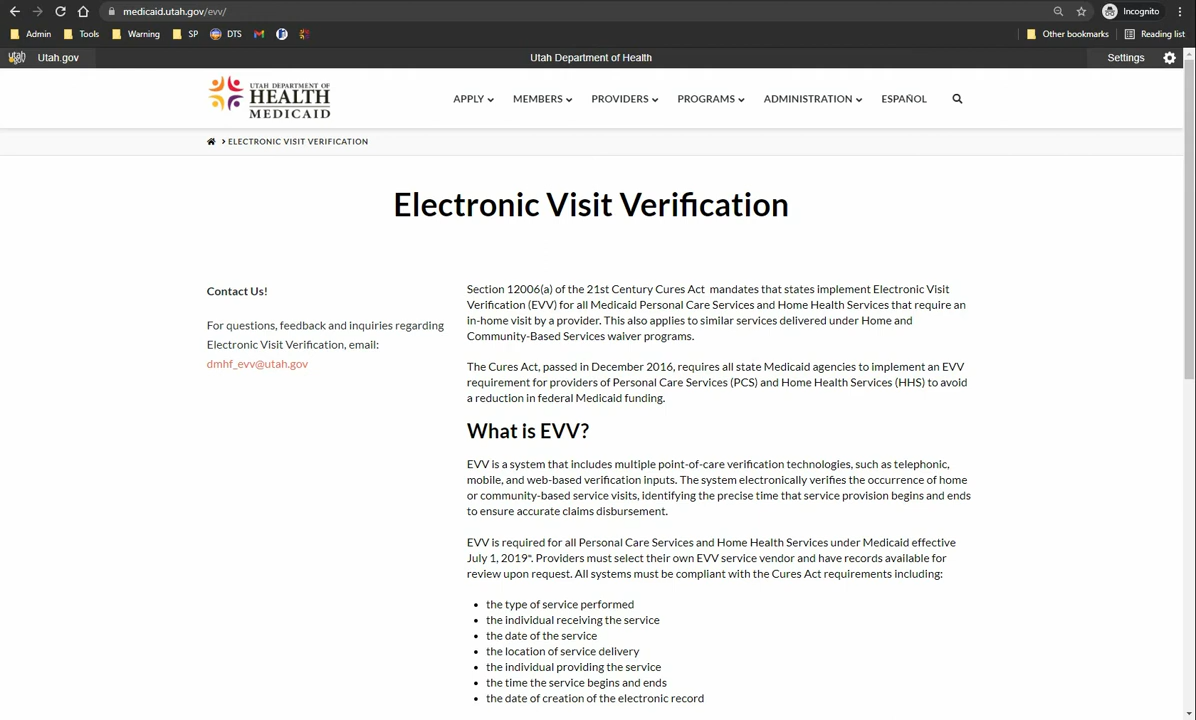 medicaid.utah.gov/evv/
Incognito
Admin Tools Warning SP DTS Other bookmarks Reading list
Utah.gov Utah Department of Health Settings
UTAH DEPARTMENT OF
HEALTH
MEDICAID
APPLY MEMBERS PROVIDERS PROGRAMS ADMINISTRATION ESPAÑOL
ELECTRONIC VISIT VERIFICATION
Electronic Visit Verification
Contact Us!
For questions, feedback and inquiries regarding
Electronic Visit Verification, email:
dmhf_evv@utah.gov
Section 12006(a) of the 21st Century Cures Act mandates that states implement Electronic Visit
Verification (EVV) for all Medicaid Personal Care Services and Home Health Services that require an
in-home visit by a provider. This also applies to similar services delivered under Home and
Community-Based Services waiver programs.
The Cures Act, passed in December 2016, requires all state Medicaid agencies to implement an EVV
requirement for providers of Personal Care Services (PCS) and Home Health Services (HHS) to avoid
a reduction in federal Medicaid funding.
What is EVV?
EVV is a system that includes multiple point-of-care verification technologies, such as telephonic,
mobile, and web-based verification inputs. The system electronically verifies the occurrence of home
or community-based service visits, identifying the precise time that service provision begins and ends
to ensure accurate claims disbursement.
EVV is required for all Personal Care Services and Home Health Services under Medicaid effective
July 1, 2019*. Providers must select their own EVV service vendor and have records available for
review upon request. All systems must be compliant with the Cures Act requirements including:
• the type of service performed
• the individual receiving the service
• the date of the service
• the location of service delivery
• the individual providing the service
• the time the service begins and ends
• the date of creation of the electronic record